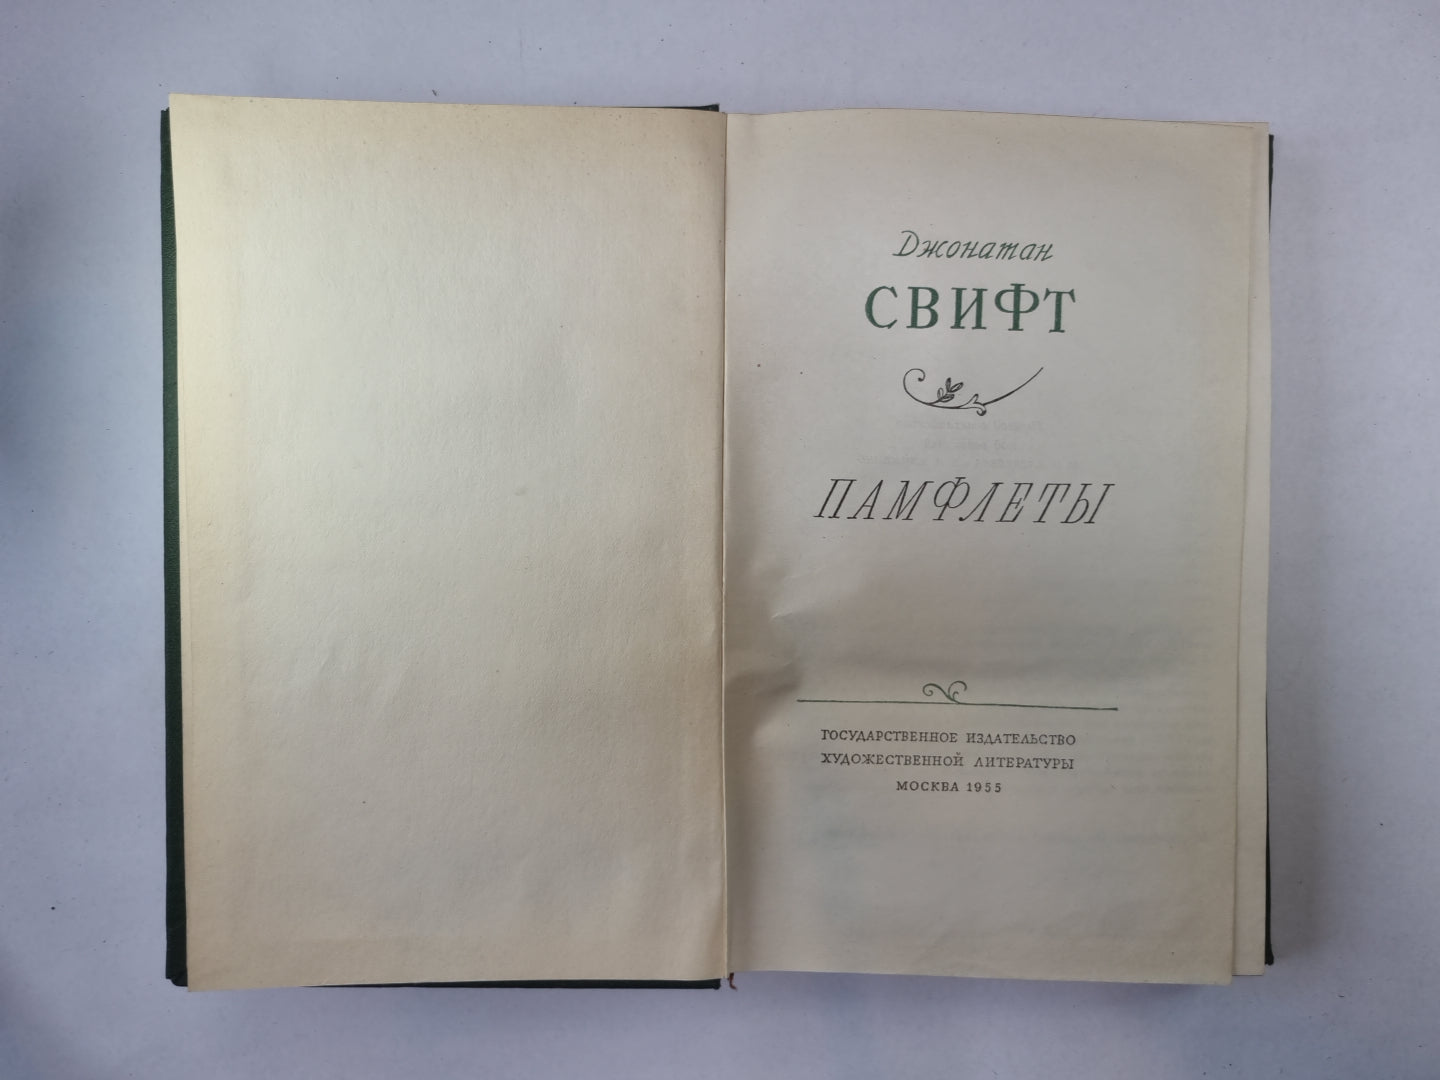 Джонатан
СВИФТ
ПАМФЛЕТЫ
ГОСУДАРСТВЕННОЕ ИЗДАТЕЛЬСТВО
ХУДОЖЕСТВЕННОЙ ЛИТЕРАТУРЫ
МОСКВА 1955